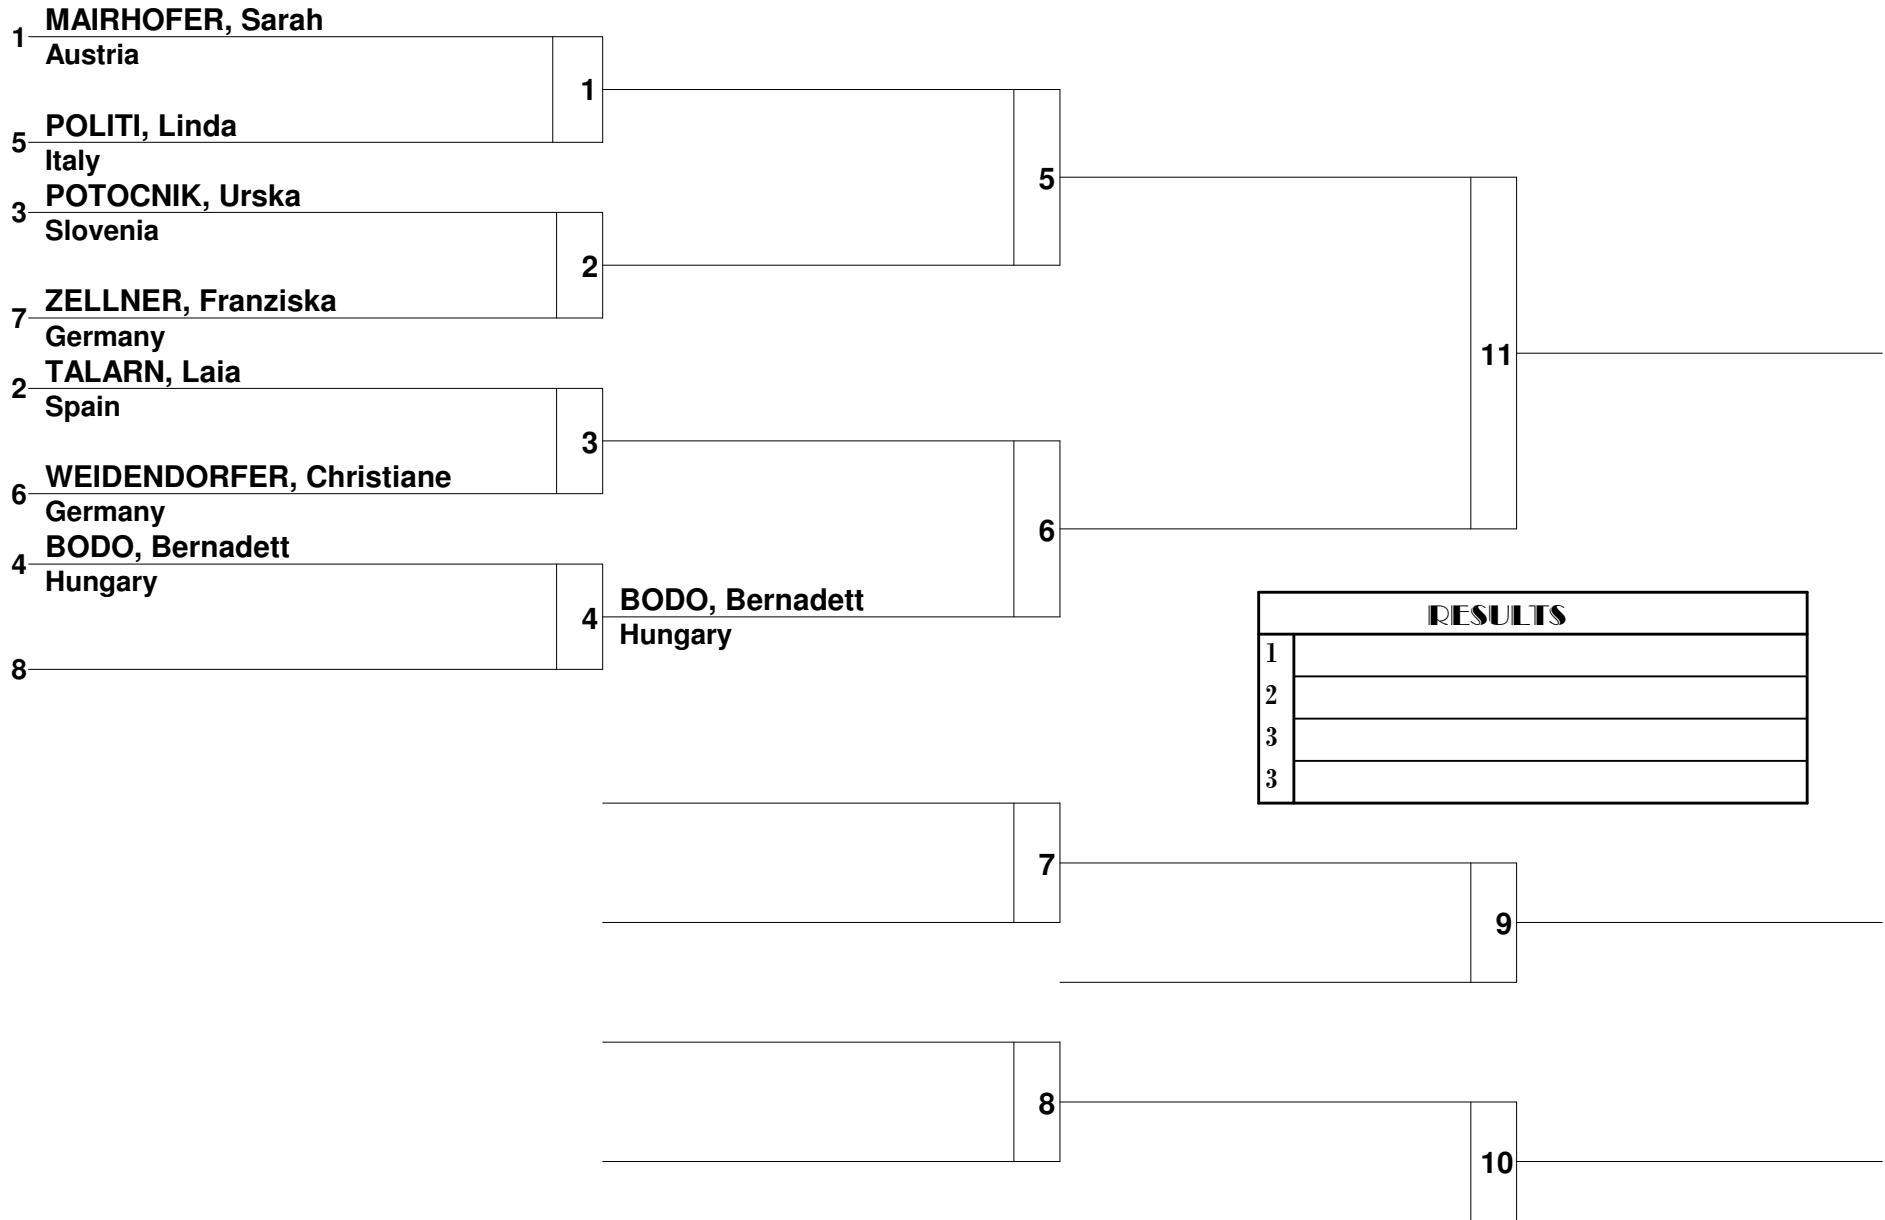 1 MAIRHOFER, Sarah
Austria
1
5 POLITI, Linda
Italy
3 POTOCNIK, Urska
Slovenia
5
2
7 ZELLNER, Franziska
Germany
2 TALARN, Laia
Spain
11
3
6 WEIDENDORFER, Christiane
Germany
4 BODO, Bernadett
Hungary
6
4 BODO, Bernadett
Hungary
8
RESULTS
1
2
3
3
7
9
8
10